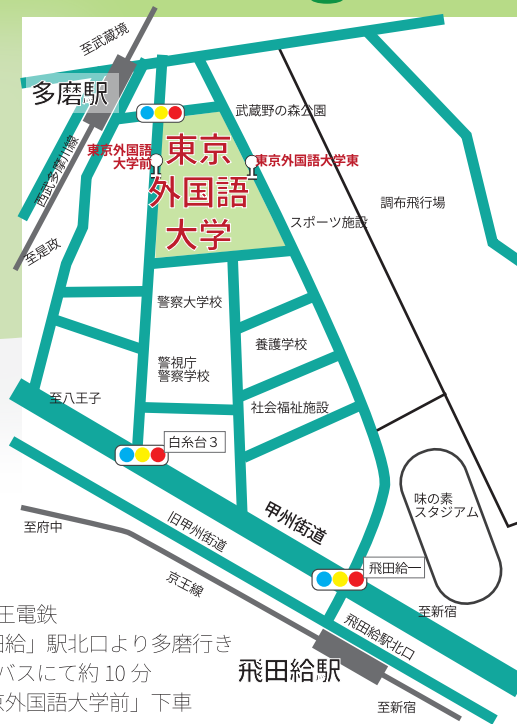 至武蔵境
多磨駅
武蔵野の森公園
東京外国語
大学前
東京
外国語
大学
東京外国語大学東
西武多摩川線
調布飛行場
スポーツ施設
至是政
警察大学校
養護学校
警視庁
警察学校
至八王子
社会福祉施設
白糸台3
味の素
スタジアム
甲州街道
至府中
旧甲州街道
飛田給一
京王線
至新宿
王電鉄
田給」駅北口より多磨行き
飛田給駅北口
バスにて約 10 分
飛田給駅
京外国語大学前」下車
至新宿